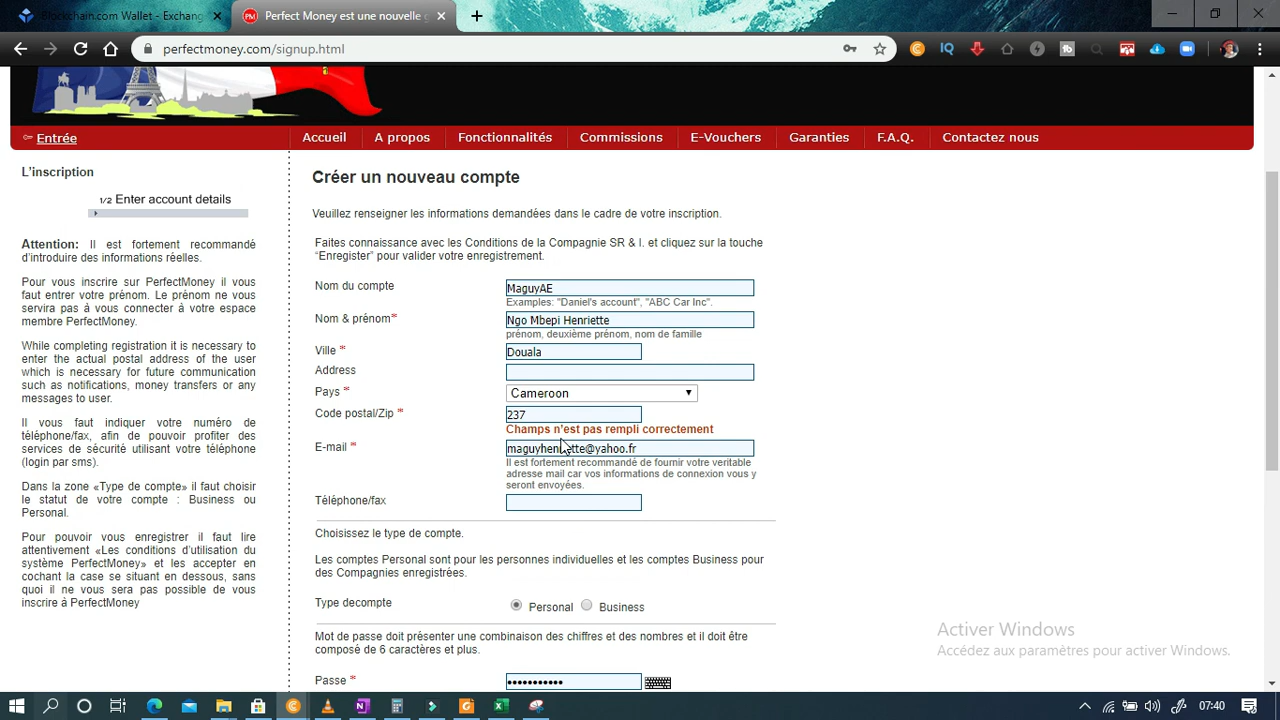 Blockchain.com Wallet - Exchang
PM Perfect Money est une nouvelle g
perfectmoney.com/signup.html
Entrée
Accueil
A propos
Fonctionnalités
Commissions
E-Vouchers
Garanties
F.A.Q.
Contactez nous
L'inscription
1/2 Enter account details
Attention: Il est fortement recommandé
d'introduire des informations réelles.
Pour vous inscrire sur PerfectMoney il vous
faut entrer votre prénom. Le prénom ne vous
servira pas à vous connecter à votre espace
membre PerfectMoney.
While completing registration it is necessary to
enter the actual postal address of the user
which is necessary for future communication
such as notifications, money transfers or any
messages to user.
Il vous faut indiquer votre numéro de
téléphone/fax, afin de pouvoir profiter des
services de sécurité utilisant votre téléphone
(login par sms).
Dans la zone «Type de compte» il faut choisir
le statut de votre compte : Business ou
Personal.
Pour pouvoir vous enregistrer il faut lire
attentivement «Les conditions d'utilisation du
système PerfectMoney» et les accepter en
cochant la case se situant en dessous, sans
quoi il ne vous sera pas possible de vous
inscrire à PerfectMoney
Créer un nouveau compte
Veuillez renseigner les informations demandées dans le cadre de votre inscription.
Faites connaissance avec les Conditions de la Compagnie SR & I. et cliquez sur la touche
"Enregister" pour valider votre enregistrement.
Nom du compte
MaguyAE
Examples: "Daniel's account", "ABC Car Inc".
Nom & prénom*
Ngo Mbepi Henriette
prénom, deuxième prénom, nom de famille
Ville *
Douala
Address
Pays *
Cameroon
Code postal/Zip *
237
Champs n'est pas rempli correctement
E-mail *
maguyhenriette@yahoo.fr
Il est fortement recommandé de fournir votre veritable
adresse mail car vos informations de connexion vous y
seront envoyées.
Téléphone/fax
Choisissez le type de compte.
Les comptes Personal sont pour les personnes individuelles et les comptes Business pour
des Compagnies enregistrées.
Type decompte
Personal
Business
Mot de passe doit présenter une combinaison des chiffres et des nombres et il doit être
composé de 6 caractères et plus.
Passe *
Activer Windows
Accédez aux paramètres pour activer Windows.
07:40